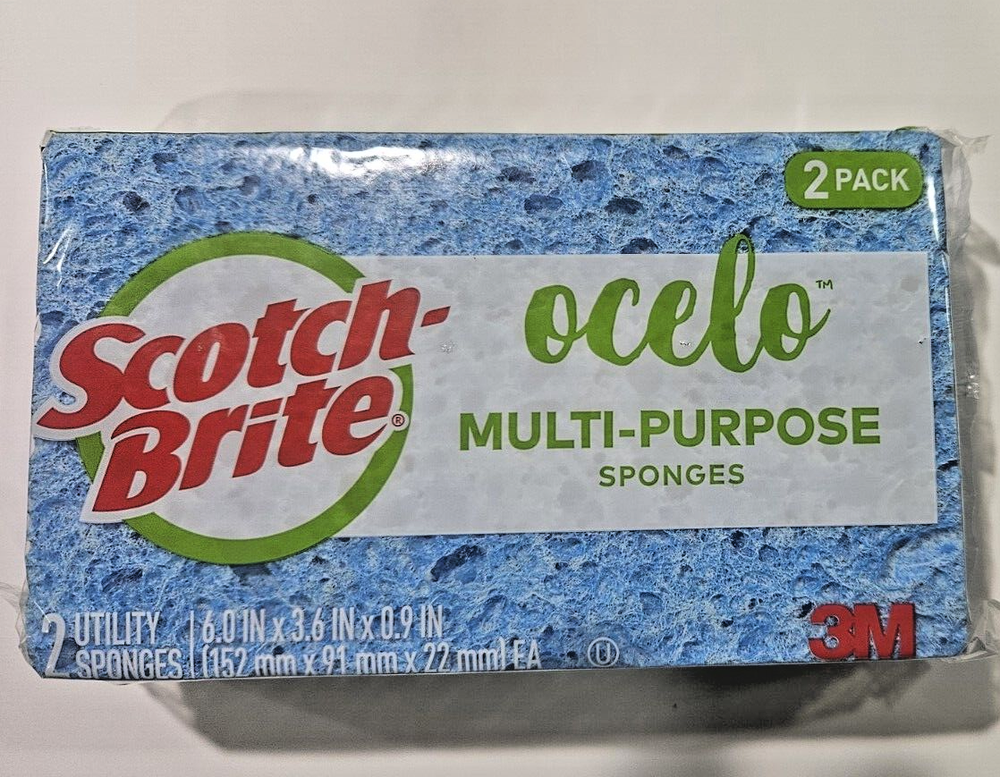 2 PACK
Scotch-
Brite®
ocelo™
MULTI-PURPOSE
SPONGES
2 UTILITY
SPONGES
6.0 IN x 3.6 IN x 0.9 IN
(152 mm x 91 mm x 22 mm) EA
U
3M